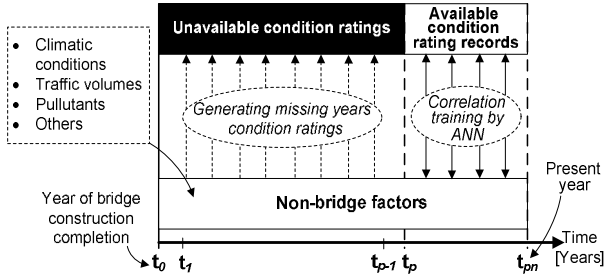 Unavailable condition ratings
Available
condition
rating records
• Climatic
conditions
• Traffic volumes
• Pollutants
• Others
Generating missing years
condition ratings
Correlation
training by
ANN
Non-bridge factors
Present
year
Year of bridge
construction
completion
Time
[Years]
t0
t1
tp-1
tp
tpn